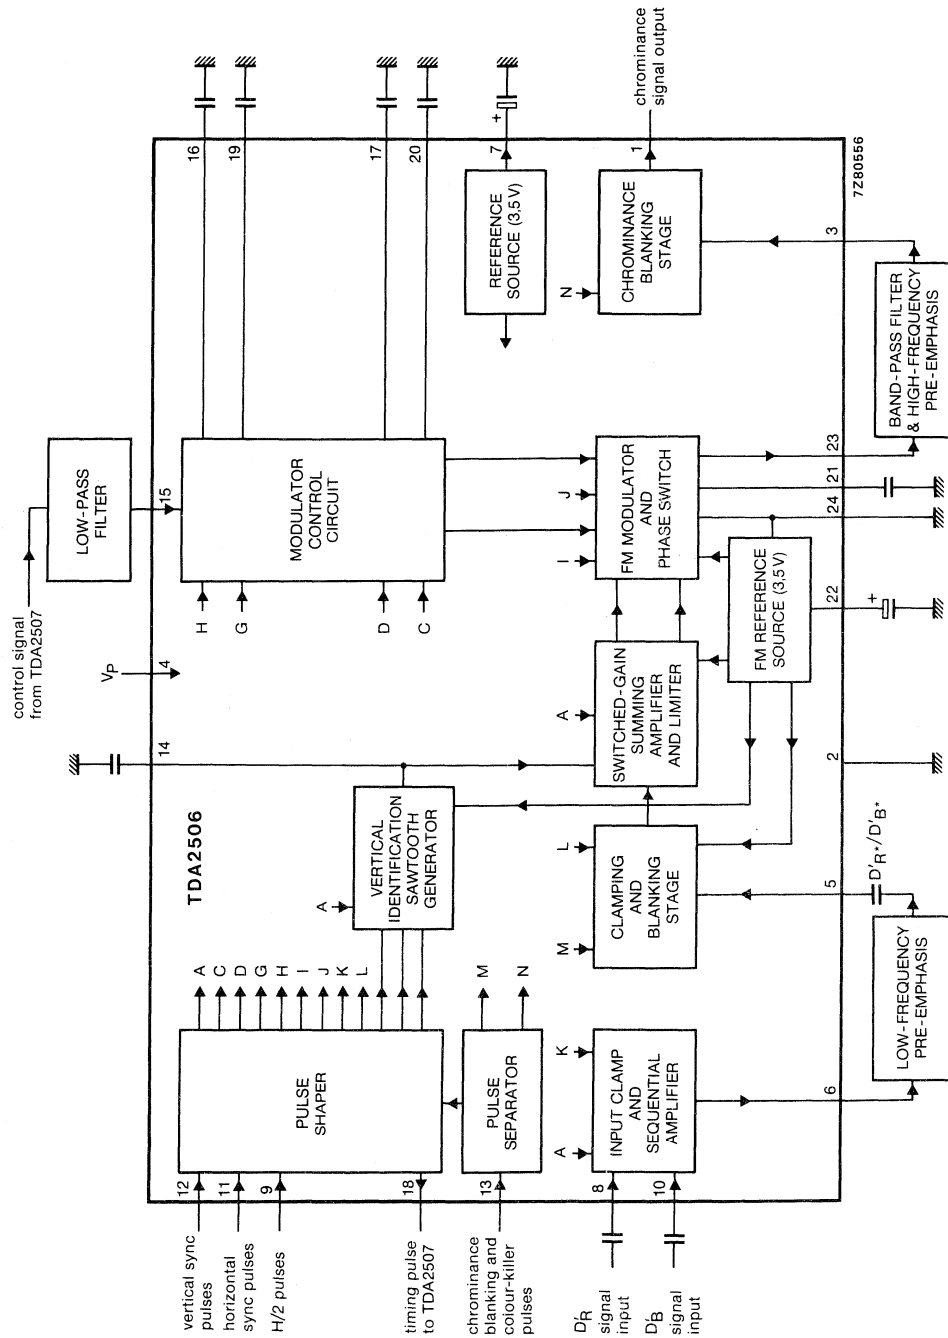 TDA2506
vertical sync
pulses
12
horizontal
sync pulses
11
H/2 pulses
9
timing pulse
to TDA2507
18
chrominance
blanking and
colour-killer
pulses
13
D'R
signal
input
8
D'B
signal
input
10
PULSE
SHAPER
A
C
D
G
H
I
J
K
L
PULSE
SEPARATOR
M
N
INPUT CLAMP
AND
SEQUENTIAL
AMPLIFIER
A
K
6
LOW-FREQUENCY
PRE-EMPHASIS
5
D'R*/D'B*
VERTICAL
IDENTIFICATION
SAWTOOTH
GENERATOR
A
14
CLAMPING
AND
BLANKING
STAGE
M
L
2
SWITCHED-GAIN
SUMMING
AMPLIFIER
AND LIMITER
A
VP
4
control signal
from TDA2507
LOW-PASS
FILTER
15
MODULATOR
CONTROL
CIRCUIT
H
G
D
C
FM MODULATOR
AND
PHASE SWITCH
I
J
FM REFERENCE
SOURCE (3,5 V)
22
+
24
21
23
BAND-PASS FILTER
& HIGH-FREQUENCY
PRE-EMPHASIS
3
16
19
17
20
REFERENCE
SOURCE (3,5 V)
7
+
CHROMINANCE
BLANKING
STAGE
N
1
chrominance
signal output
7Z80556